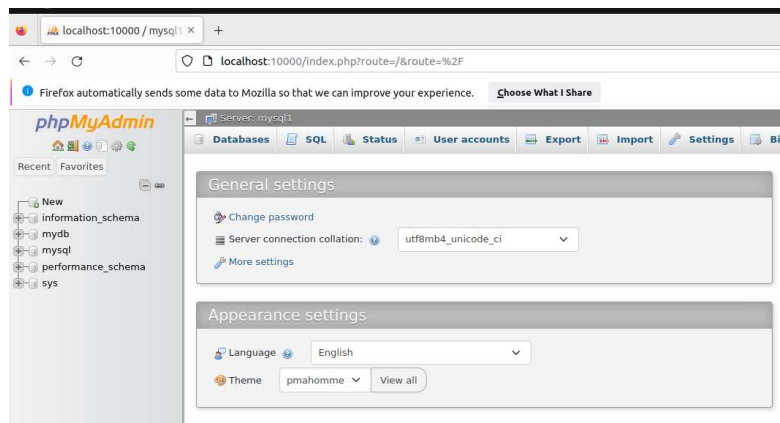 localhost:10000 / mysql1
localhost:10000/index.php?route=/&route=%2F
Firefox automatically sends some data to Mozilla so that we can improve your experience. Choose What I Share
phpMyAdmin
Recent Favorites
New
information_schema
mydb
mysql
performance_schema
sys
Server: mysql1
Databases SQL Status User accounts Export Import Settings Bi
General settings
Change password
Server connection collation: utf8mb4_unicode_ci
More settings
Appearance settings
Language English
Theme pmahomme View all